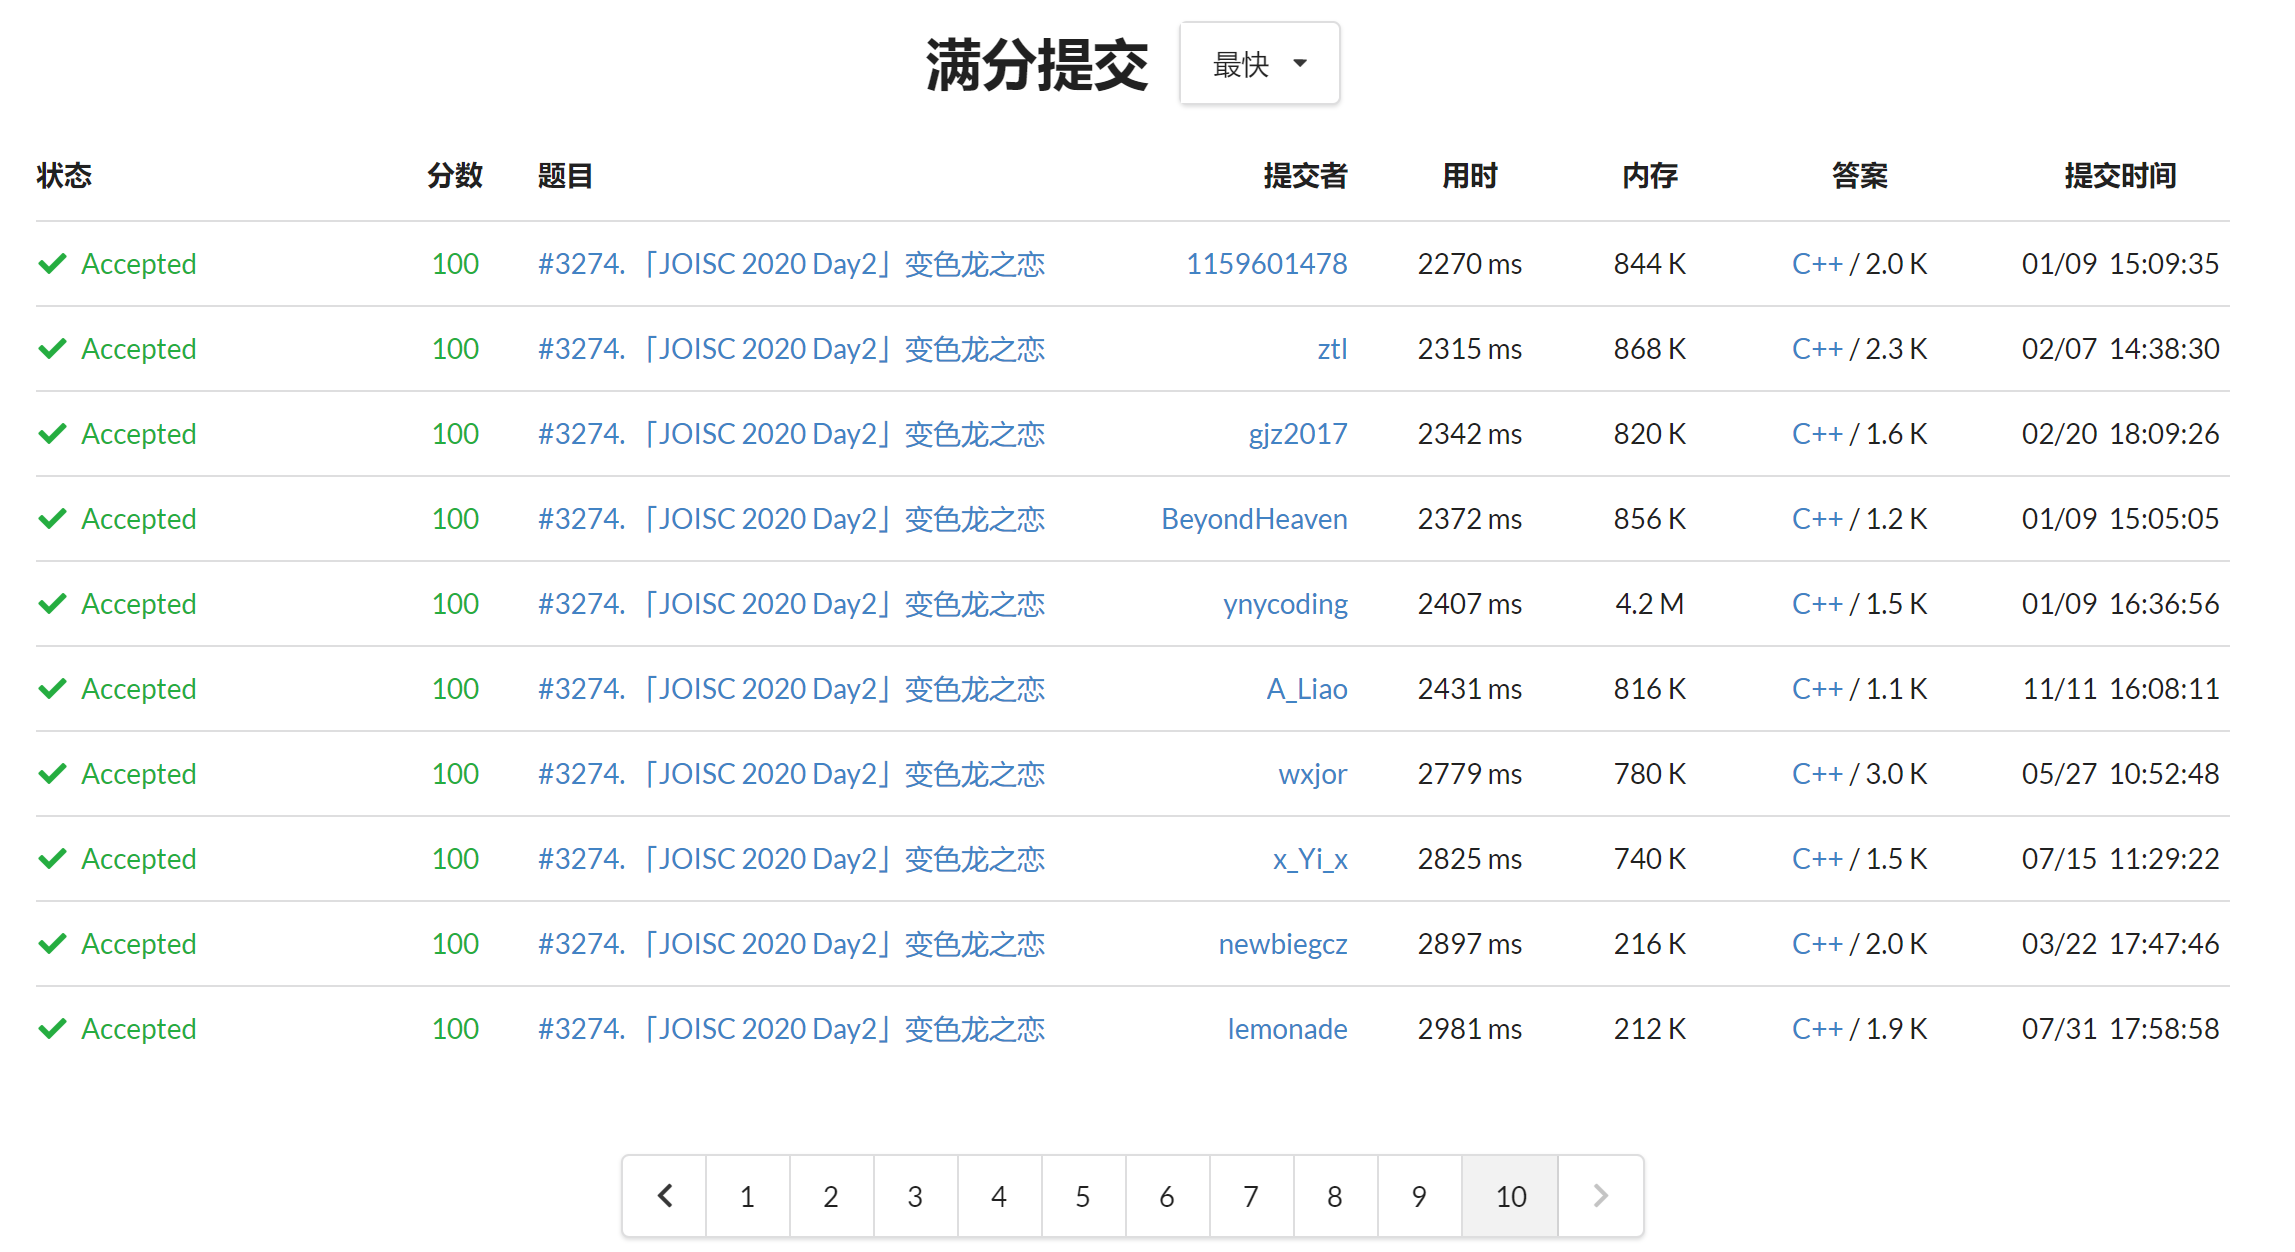 满分提交 最快
状态 分数 题目 提交者 用时 内存 答案 提交时间
Accepted 100 #3274.「JOISC 2020 Day2」变色龙之恋 1159601478 2270 ms 844 K C++ / 2.0 K 01/09 15:09:35
Accepted 100 #3274.「JOISC 2020 Day2」变色龙之恋 ztl 2315 ms 868 K C++ / 2.3 K 02/07 14:38:30
Accepted 100 #3274.「JOISC 2020 Day2」变色龙之恋 gjz2017 2342 ms 820 K C++ / 1.6 K 02/20 18:09:26
Accepted 100 #3274.「JOISC 2020 Day2」变色龙之恋 BeyondHeaven 2372 ms 856 K C++ / 1.2 K 01/09 15:05:05
Accepted 100 #3274.「JOISC 2020 Day2」变色龙之恋 ynycoding 2407 ms 4.2 M C++ / 1.5 K 01/09 16:36:56
Accepted 100 #3274.「JOISC 2020 Day2」变色龙之恋 A_Liao 2431 ms 816 K C++ / 1.1 K 11/11 16:08:11
Accepted 100 #3274.「JOISC 2020 Day2」变色龙之恋 wxjor 2779 ms 780 K C++ / 3.0 K 05/27 10:52:48
Accepted 100 #3274.「JOISC 2020 Day2」变色龙之恋 x_Yi_x 2825 ms 740 K C++ / 1.5 K 07/15 11:29:22
Accepted 100 #3274.「JOISC 2020 Day2」变色龙之恋 newbiegcz 2897 ms 216 K C++ / 2.0 K 03/22 17:47:46
Accepted 100 #3274.「JOISC 2020 Day2」变色龙之恋 lemonade 2981 ms 212 K C++ / 1.9 K 07/31 17:58:58
1 2 3 4 5 6 7 8 9 10